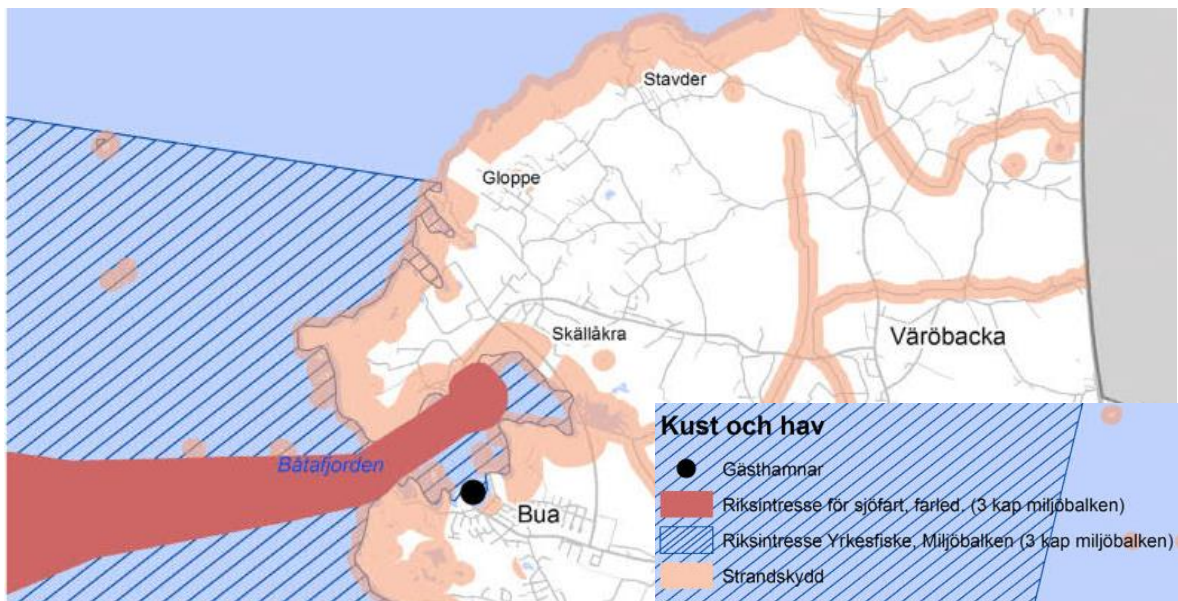 Stavder
Gloppe
Skällåkra
Väröbacka
Båtafjorden
Bua
Kust och hav
Gästhamnar
Riksintresse för sjöfart, farled. (3 kap miljöbalken)
Riksintresse Yrkesfiske, Miljöbalken (3 kap miljöbalken)
Strandskydd